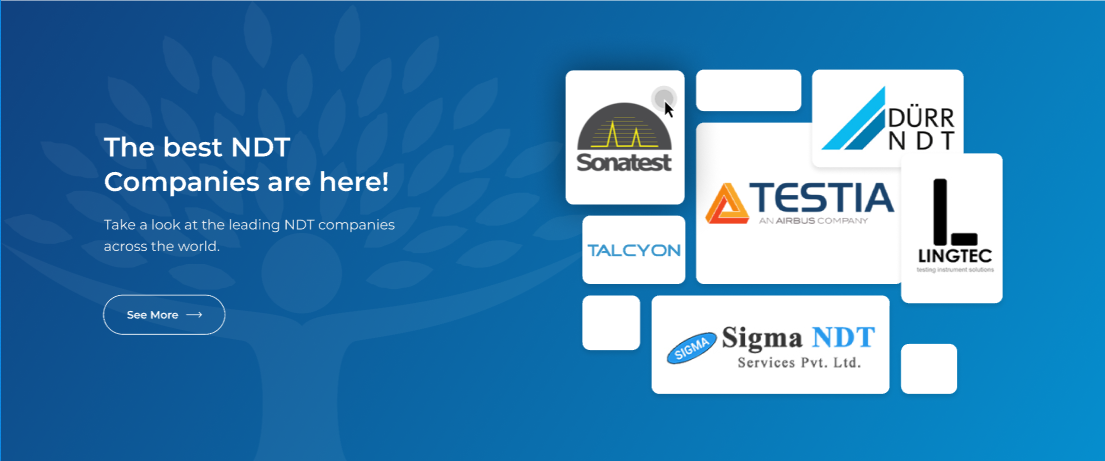 The best NDT
Companies are here!
Take a look at the leading NDT companies
across the world.
See More
Sonatest
DÜRR
NDT
TESTIA
AN AIRBUS COMPANY
LINGTEC
testing instrument solutions
TALCYON
SIGMA
Sigma NDT
Services Pvt. Ltd.